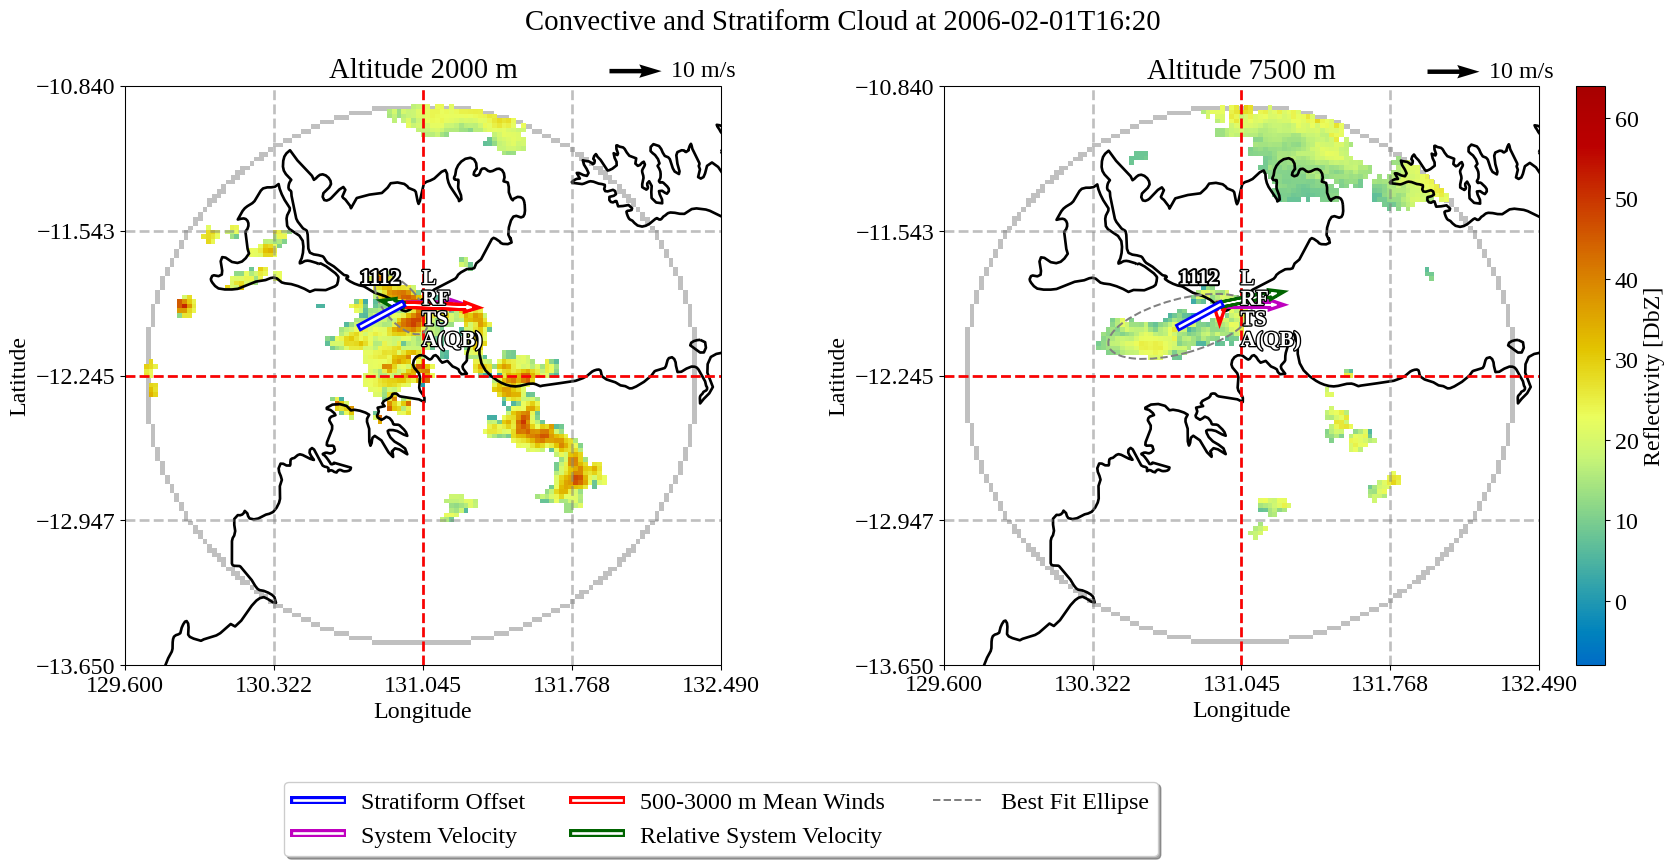 Convective and Stratiform Cloud at 2006-02-01T16:20
Altitude 2000 m
10 m/s
Altitude 7500 m
10 m/s
−10.840
−11.543
−12.245
−12.947
−13.650
Latitude
129.600
130.322
131.045
131.768
132.490
Longitude
1112
L
RF
TS
A(QB)
−10.840
−11.543
−12.245
−12.947
−13.650
Latitude
129.600
130.322
131.045
131.768
132.490
Longitude
1112
L
RF
TS
A(QB)
60
50
40
30
20
10
0
Reflectivity [DbZ]
Stratiform Offset
System Velocity
500-3000 m Mean Winds
Relative System Velocity
Best Fit Ellipse